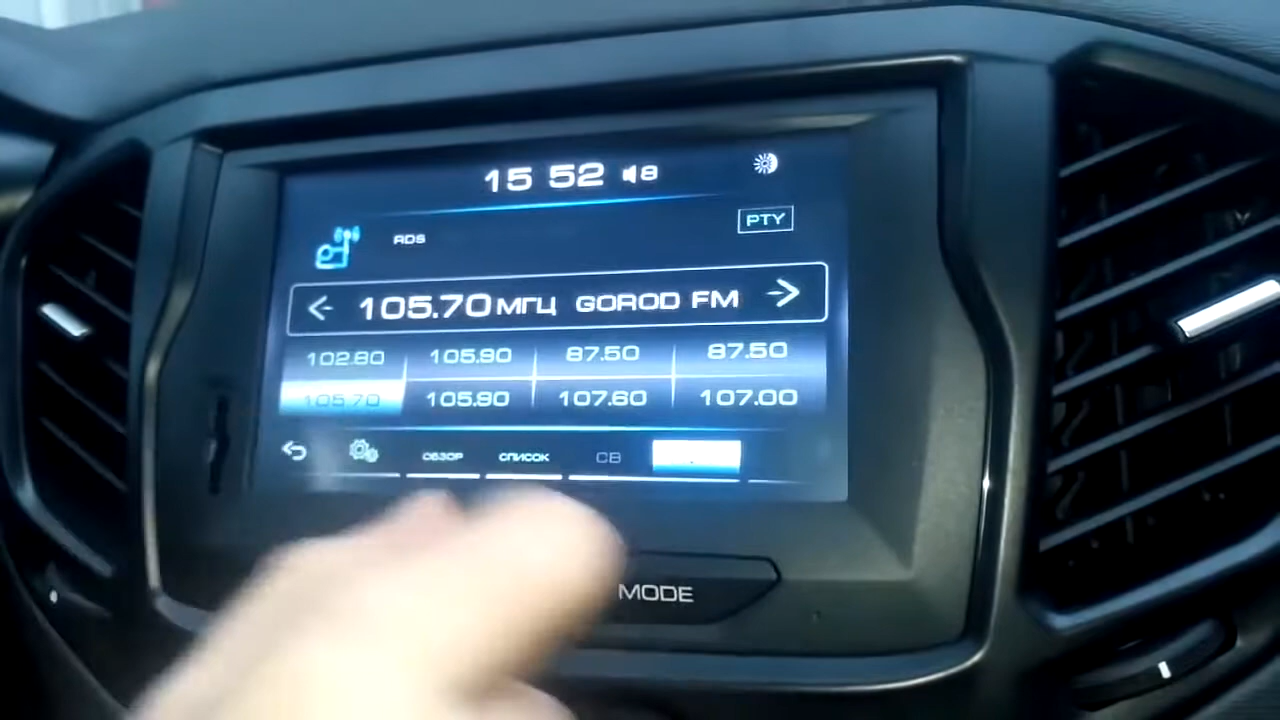 15 52 8
PTY
RDS
105.70 МГЦ GOROD FM
102.80 105.90 87.50 87.50
105.70 105.90 107.60 107.00
ОБЗОР СПИСОК СВ
MODE